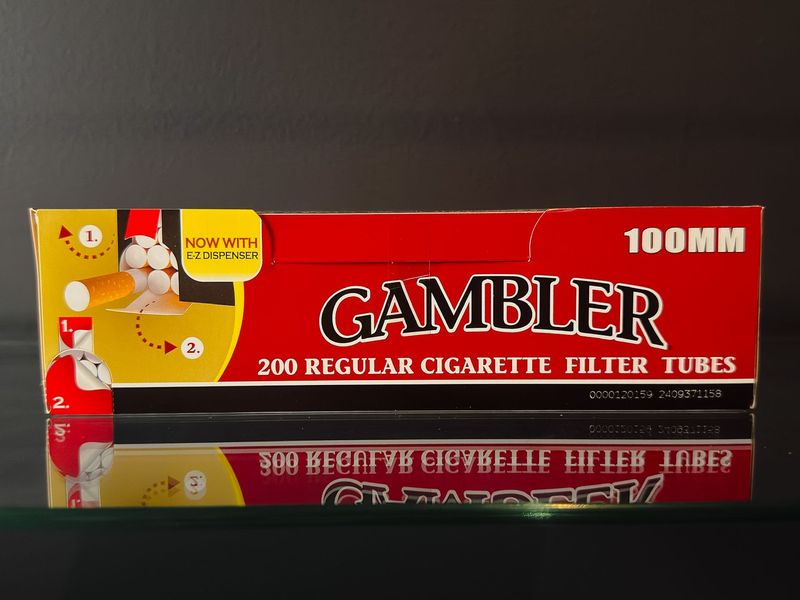 1.
NOW WITH
E-Z DISPENSER
100MM
GAMBLER
2.
200 REGULAR CIGARETTE FILTER TUBES
1.
2.
0000120159 2409371158